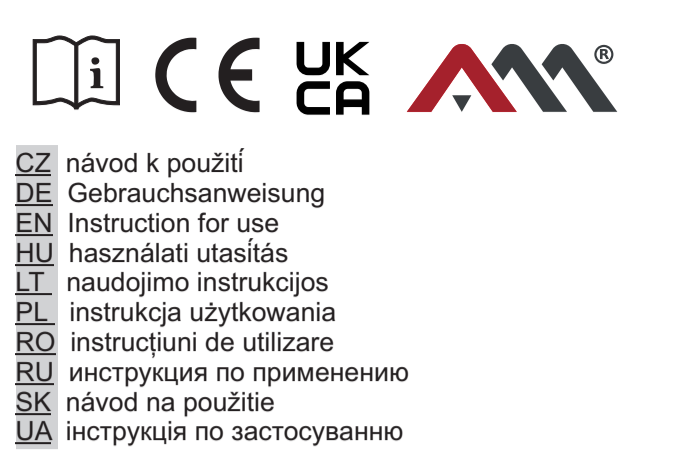 i CE UK CA AM ®
CZ návod k použití
DE Gebrauchsanweisung
EN Instruction for use
HU használati utasítás
LT naudojimo instrukcijos
PL instrukcja użytkowania
RO instrucțiuni de utilizare
RU инструкция по применению
SK návod na použitie
UA інструкція по застосуванню